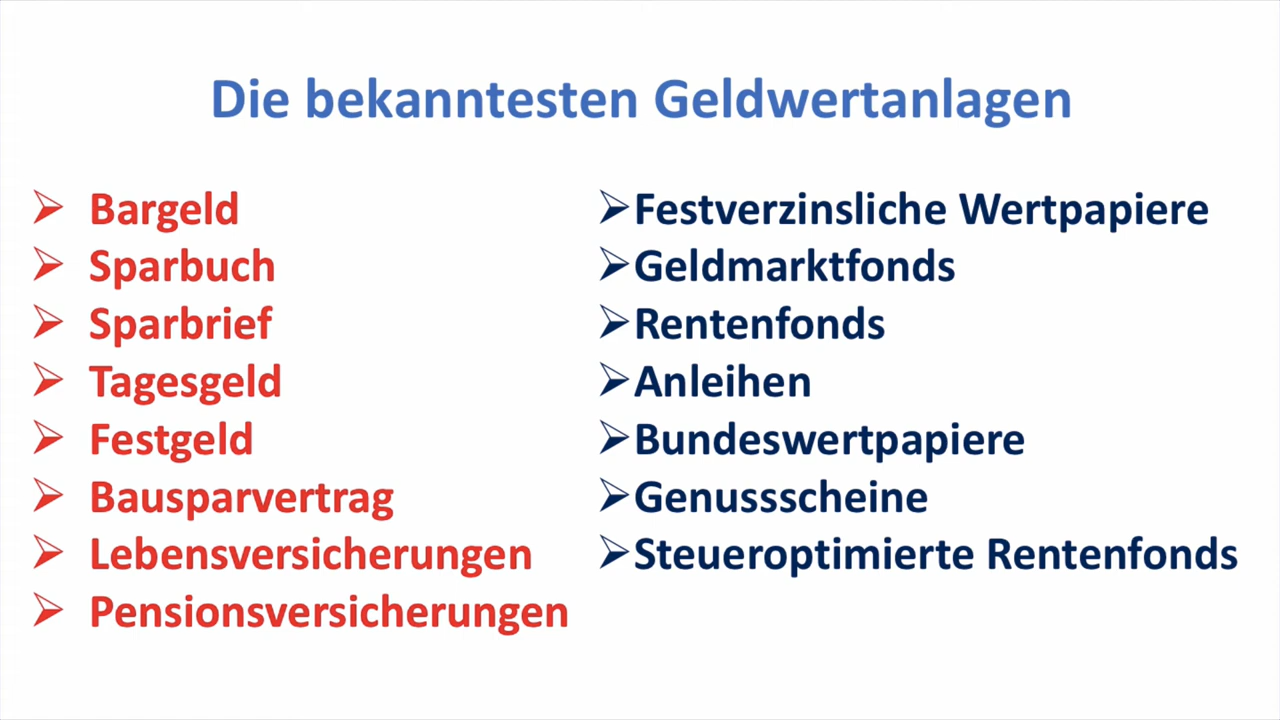 Die bekanntesten Geldwertanlagen
Bargeld
Sparbuch
Sparbrief
Tagesgeld
Festgeld
Bausparvertrag
Lebensversicherungen
Pensionsversicherungen
Festverzinsliche Wertpapiere
Geldmarktfonds
Rentenfonds
Anleihen
Bundeswertpapiere
Genussscheine
Steueroptimierte Rentenfonds